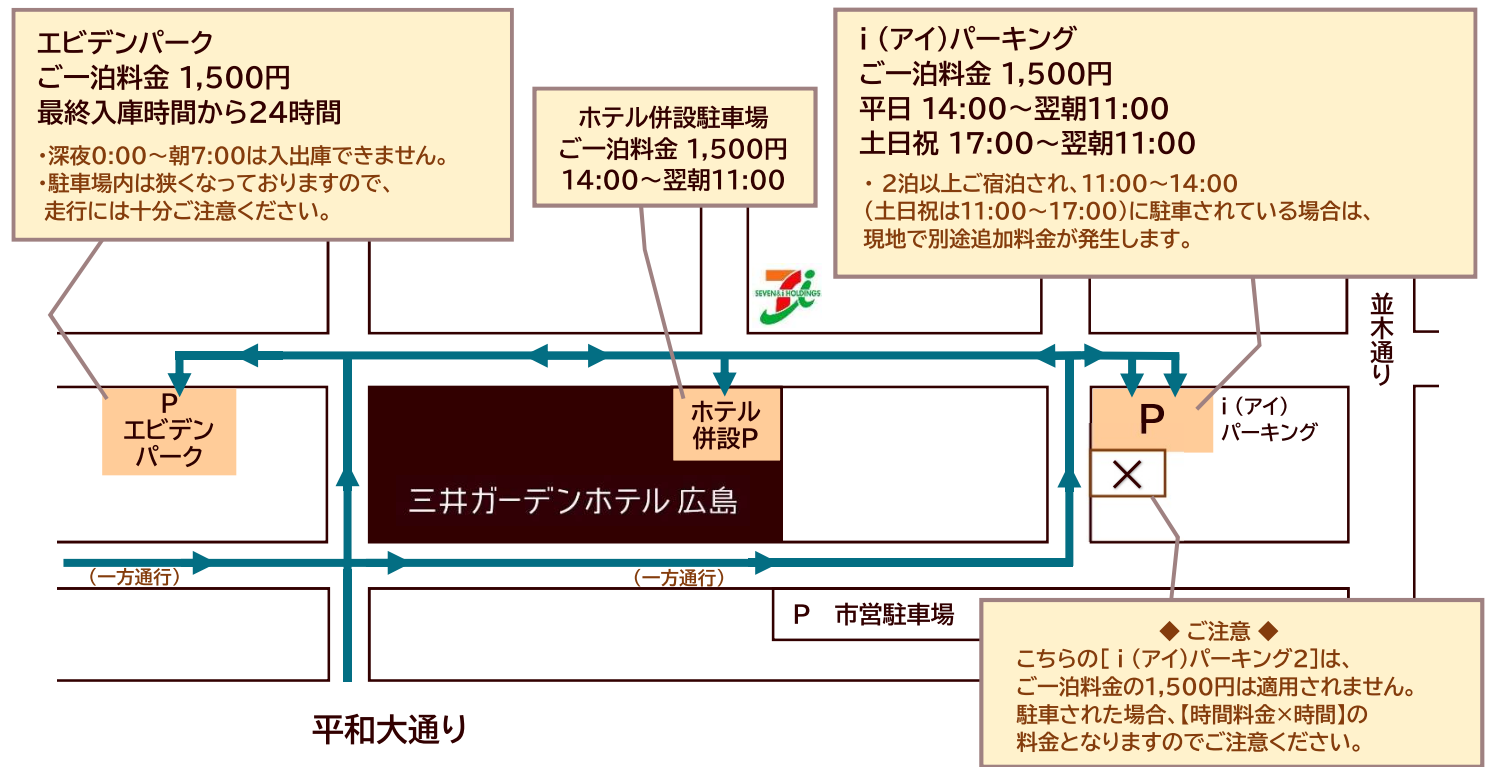 エビデンパーク
ご一泊料金 1,500円
最終入庫時間から24時間
・深夜0:00～朝7:00は入出庫できません。
・駐車場内は狭くなっておりますので、
走行には十分ご注意ください。
ホテル併設駐車場
ご一泊料金 1,500円
14:00～翌朝11:00
i (アイ)パーキング
ご一泊料金 1,500円
平日 14:00～翌朝11:00
土日祝 17:00～翌朝11:00
・ 2泊以上ご宿泊され、11:00～14:00
（土日祝は11:00～17:00）に駐車されている場合は、
現地で別途追加料金が発生します。
SEVEN & i HOLDINGS
並木通り
P
エビデン
パーク
ホテル
併設P
三井ガーデンホテル 広島
P
i (アイ)
パーキング
×
（一方通行）
（一方通行）
P　市営駐車場
平和大通り
◆ ご注意 ◆
こちらの[ i (アイ)パーキング2]は、
ご一泊料金の1,500円は適用されません。
駐車された場合、【時間料金×時間】の
料金となりますのでご注意ください。